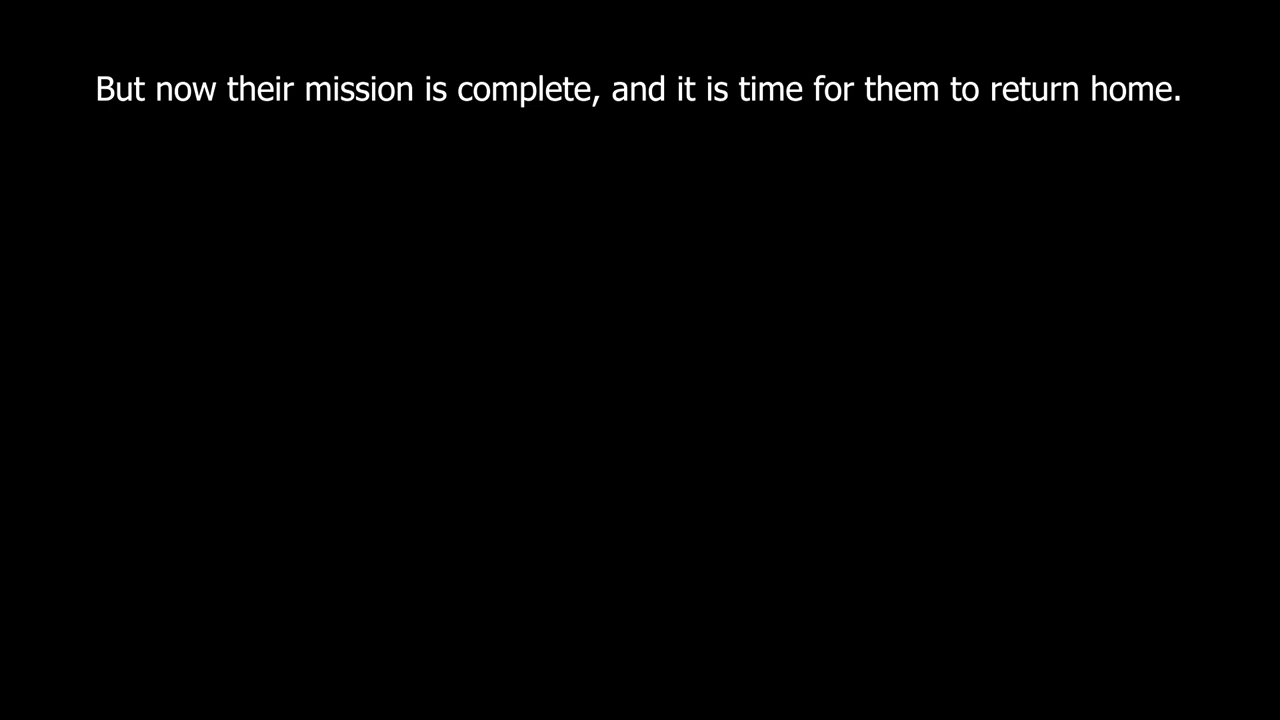 But now their mission is complete, and it is time for them to return home.